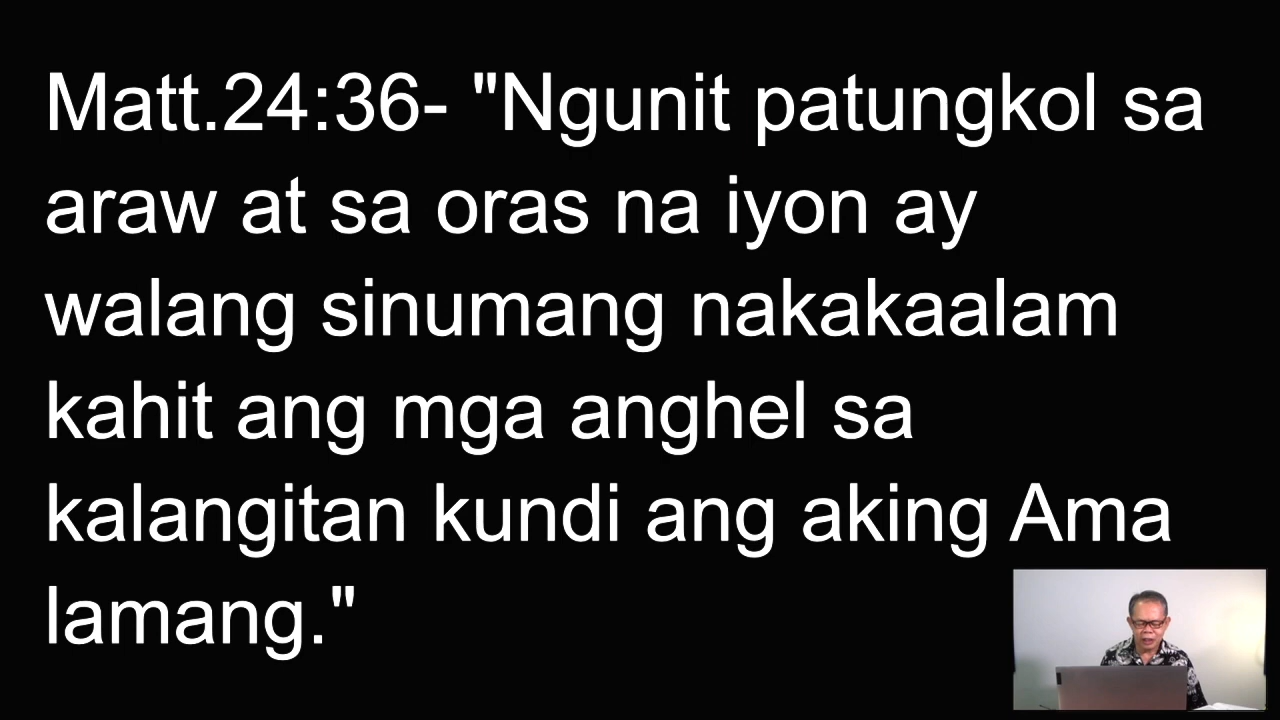 Matt.24:36- "Ngunit patungkol sa
araw at sa oras na iyon ay
walang sinumang nakakaalam
kahit ang mga anghel sa
kalangitan kundi ang aking Ama
lamang."